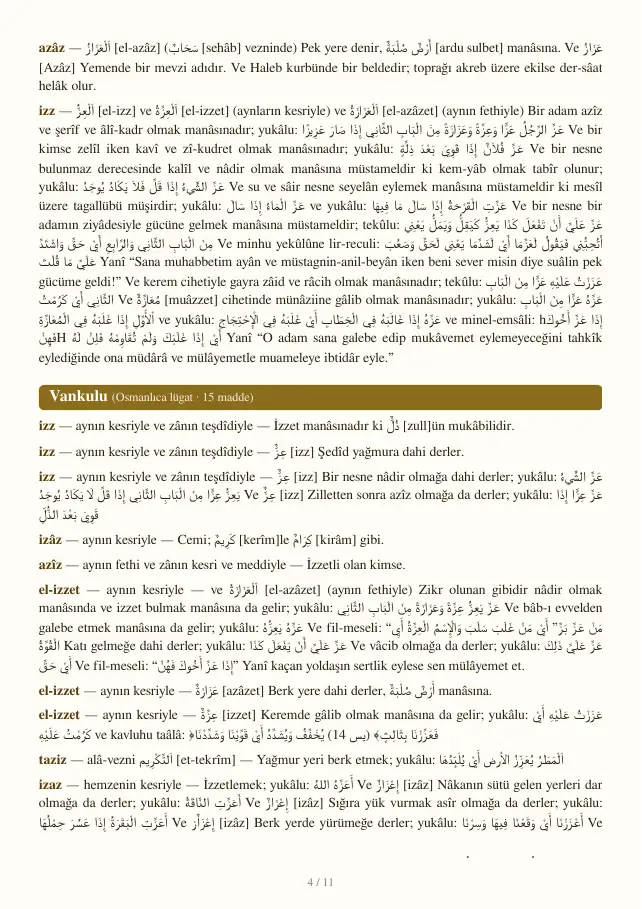 azâz — اَلْعَزَازُ [el-azâz] (سَحَابٌ [sehâb] vezninde) Pek yere denir, أَرْضٌ صُلْبَةٌ [ardu sulbet] manâsına. Ve عَزَازُ
[Azâz] Yemende bir mevzi adıdır. Ve Haleb kurbünde bir beldedir; toprağı akreb üzere ekilse der-sâat
helâk olur.
izz — اَلْعِزُّ [el-izz] ve اَلْعِزَّةُ [el-izzet] (aynların kesriyle) ve اَلْعَزَازَةُ [el-azâzet] (aynın fethiyle) Bir adam azîz
ve şerîf ve âlî-kadr olmak manâsınadır; yukâlu: عَزَّ الرَّجُلُ عِزًّا وَعِزَّةً وَعَزَازَةً مِنَ الْبَابِ الثَّانِي إِذَا صَارَ عَزِيزًا Ve bir
kimse zelîl iken kavî ve zî-kudret olmak manâsınadır; yukâlu: عَزَّ فُلَانٌ إِذَا قَوِيَ بَعْدَ ذِلَّةٍ Ve bir nesne
bulunmaz derecesinde kalîl ve nâdir olmak manâsına müstameldir ki kem-yâb olmak tabîr olunur;
yukâlu: عَزَّ الشَّيْءُ إِذَا قَلَّ فَلَا يَكَادُ يُوجَدُ Ve su ve sâir nesne seyelân eylemek manâsına müstameldir ki mesîl
üzere tagallübü müşirdir; yukâlu: عَزَّ الْمَاءُ إِذَا سَالَ ve yukâlu: عَزَّتِ الْقَرْحَةُ إِذَا سَالَ مَا فِيهَا Ve bir nesne bir
adamın ziyâdesiyle gücüne gelmek manâsına müstameldir; tekûlu: عَزَّ عَلَيَّ أَنْ تَفْعَلَ كَذَا يَعِزُّ كَيَقِلُّ وَيَمَلُّ يَعْنِي
مِنَ الْبَابِ الثَّانِي وَالرَّابِعِ أَيْ حَقَّ وَاشْتَدَّ Ve minhu yekûlüne lir-reculi: أَتُحِبُّنِي فَيَقُولُ لَعَزَّمَا أَيْ لَشَدَّمَا يَعْنِي لَحَقَّ وَصَعُبَ
عَلَيَّ مَا قُلْتَ Yanî “Sana muhabbetim ayân ve müstagnin-anil-beyân iken beni sever misin diye suâlin pek
gücüme geldi!” Ve kerem cihetiyle gayra zâid ve râcih olmak manâsınadır; tekûlu: عَزَزْتُ عَلَيْهِ عِزًّا مِنَ الْبَابِ
الثَّانِي أَيْ كَرُمْتُ Ve مُعَازَّةٌ [muâzzet] cihetinde münâziine gâlib olmak manâsınadır; yukâlu: عَزَّهُ عَزًّا مِنَ الْبَابِ
اَلْأَوَّلِ إِذَا غَلَبَهُ فِي الْمُعَازَّةِ ve yukâlu: عَزَّهُ إِذَا غَالَبَهُ فِي الْخِطَابِ أَيْ غَلَبَهُ فِي الْاِحْتِجَاجِ ve minel-emsâli: إِذَا عَزَّ أَخُوكَ
فَهُنْ أَيْ إِذَا غَلَبَكَ وَلَمْ تُقَاوِمْهُ فَلِنْ لَهُ Yanî “O adam sana galebe edip mukâvemet eylemeyeceğini tahkîk
eylediğinde ona müdârâ ve mülâyemetle muameleye ibtidâr eyle.”
Vankulu (Osmanlıca lügat · 15 madde)
izz — aynın kesriyle ve zânın teşdîdiyle — İzzet manâsınadır ki ذُلٌّ [zull]ün mukâbilidir.
izz — aynın kesriyle ve zânın teşdîdiyle — عِزٌّ [izz] Şedîd yağmura dahi derler.
izz — aynın kesriyle ve zânın teşdîdiyle — عِزٌّ [izz] Bir nesne nâdir olmağa dahi derler; yukâlu: عَزَّ الشَّيْءُ
يَعِزُّ عِزًّا مِنَ الْبَابِ الثَّانِي إِذَا قَلَّ لَا يَكَادُ يُوجَدُ Ve عِزٌّ [izz] Zilletten sonra azîz olmağa da derler; yukâlu: عَزَّ عِزًّا إِذَا
قَوِيَ بَعْدَ الذُّلِّ
izâz — aynın kesriyle — Cemi; كَرِيمٌ [kerîm]le كِرَامٌ [kirâm] gibi.
azîz — aynın fethi ve zânın kesri ve meddiyle — İzzetli olan kimse.
el-izzet — aynın kesriyle — ve اَلْعَزَازَةُ [el-azâzet] (aynın fethiyle) Zikr olunan gibidir nâdir olmak
manâsında ve izzet bulmak manâsına da gelir; yukâlu: عَزَّ يَعِزُّ عِزَّةً وَعَزَازَةً مِنَ الْبَابِ الثَّانِي Ve bâb-ı evvelden
galebe etmek manâsına da gelir; yukâlu: عَزَّهُ يَعُزُّهُ Ve fil-meseli: “مَنْ عَزَّ بَزَّ” أَيْ مَنْ غَلَبَ سَلَبَ وَالْإِسْمُ الْعِزَّةُ أَيِ
الْقُوَّةُ Katı gelmeğe dahi derler; yukâlu: عَزَّ عَلَيَّ أَنْ يَفْعَلَ كَذَا Ve vâcib olmağa da derler; yukâlu: عَزَّ عَلَيَّ ذَلِكَ
أَيْ حَقَّ Ve fil-meseli: “إِذَا عَزَّ أَخُوكَ فَهُنْ” Yanî kaçan yoldaşın sertlik eylese sen mülâyemet et.
el-izzet — aynın kesriyle — عَزَازَةٌ [azâzet] Berk yere dahi derler, أَرْضٌ صُلْبَةٌ manâsına.
el-izzet — aynın kesriyle — عِزَّةٌ [izzet] Keremde gâlib olmak manâsına da gelir; yukâlu: عَزَزْتُ عَلَيْهِ أَيْ
كَرُمْتُ عَلَيْهِ ve kavluhu taâlâ: ﴿فَعَزَّزْنَا بِثَالِثٍ﴾ (يس 14) يُخَفَّفُ وَيُشَدَّدُ أَيْ قَوَّيْنَا وَشَدَّدْنَا
taziz — alâ-vezni اَلتَّكْرِيمِ [et-tekrîm] — Yağmur yeri berk etmek; yukâlu: اَلْمَطَرُ يُعَزِّزُ الْأَرْضَ أَيْ يُلَبِّدُهَا
izaz — hemzenin kesriyle — İzzetlemek; yukâlu: أَعَزَّهُ اللهُ Ve إِعْزَازٌ [izâz] Nâkanın sütü gelen yerleri dar
olmağa da derler; yukâlu: أَعَزَّتِ النَّاقَةُ Ve إِعْزَازٌ [izâz] Sığıra yük vurmak asîr olmağa da derler; yukâlu:
أَعَزَّتِ الْبَقَرَةُ إِذَا عَسُرَ حِمْلُهَا Ve إِعْزَازٌ [izâz] Berk yerde yürümeğe derler; yukâlu: أَعْزَزْنَا أَيْ وَقَعْنَا فِيهَا وَسِرْنَا Ve
4 / 11